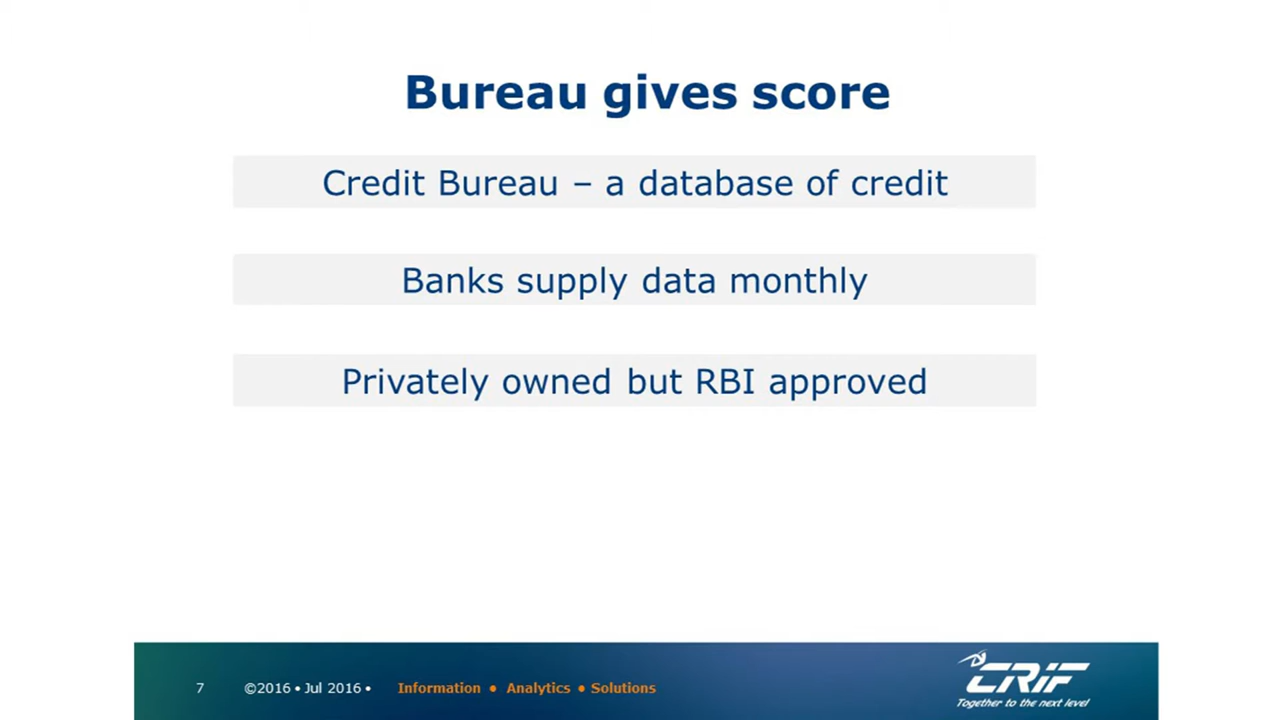 Bureau gives score
Credit Bureau – a database of credit
Banks supply data monthly
Privately owned but RBI approved
7 ©2016 • Jul 2016 • Information • Analytics • Solutions
CRIF
Together to the next level